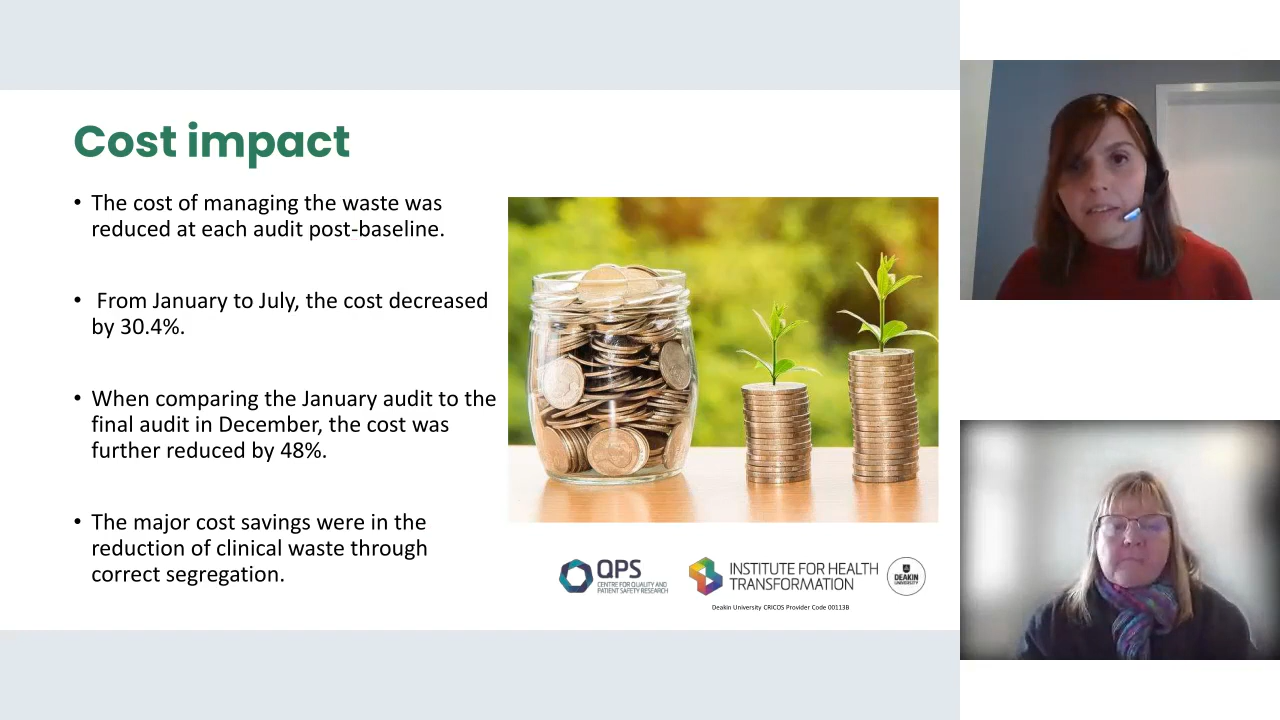 Cost impact
• The cost of managing the waste was
reduced at each audit post-baseline.
• From January to July, the cost decreased
by 30.4%.
• When comparing the January audit to the
final audit in December, the cost was
further reduced by 48%.
• The major cost savings were in the
reduction of clinical waste through
correct segregation.
QPS
CENTRE FOR QUALITY AND
PATIENT SAFETY RESEARCH
INSTITUTE FOR HEALTH
TRANSFORMATION
DEAKIN
UNIVERSITY
Deakin University CRICOS Provider Code 00113B